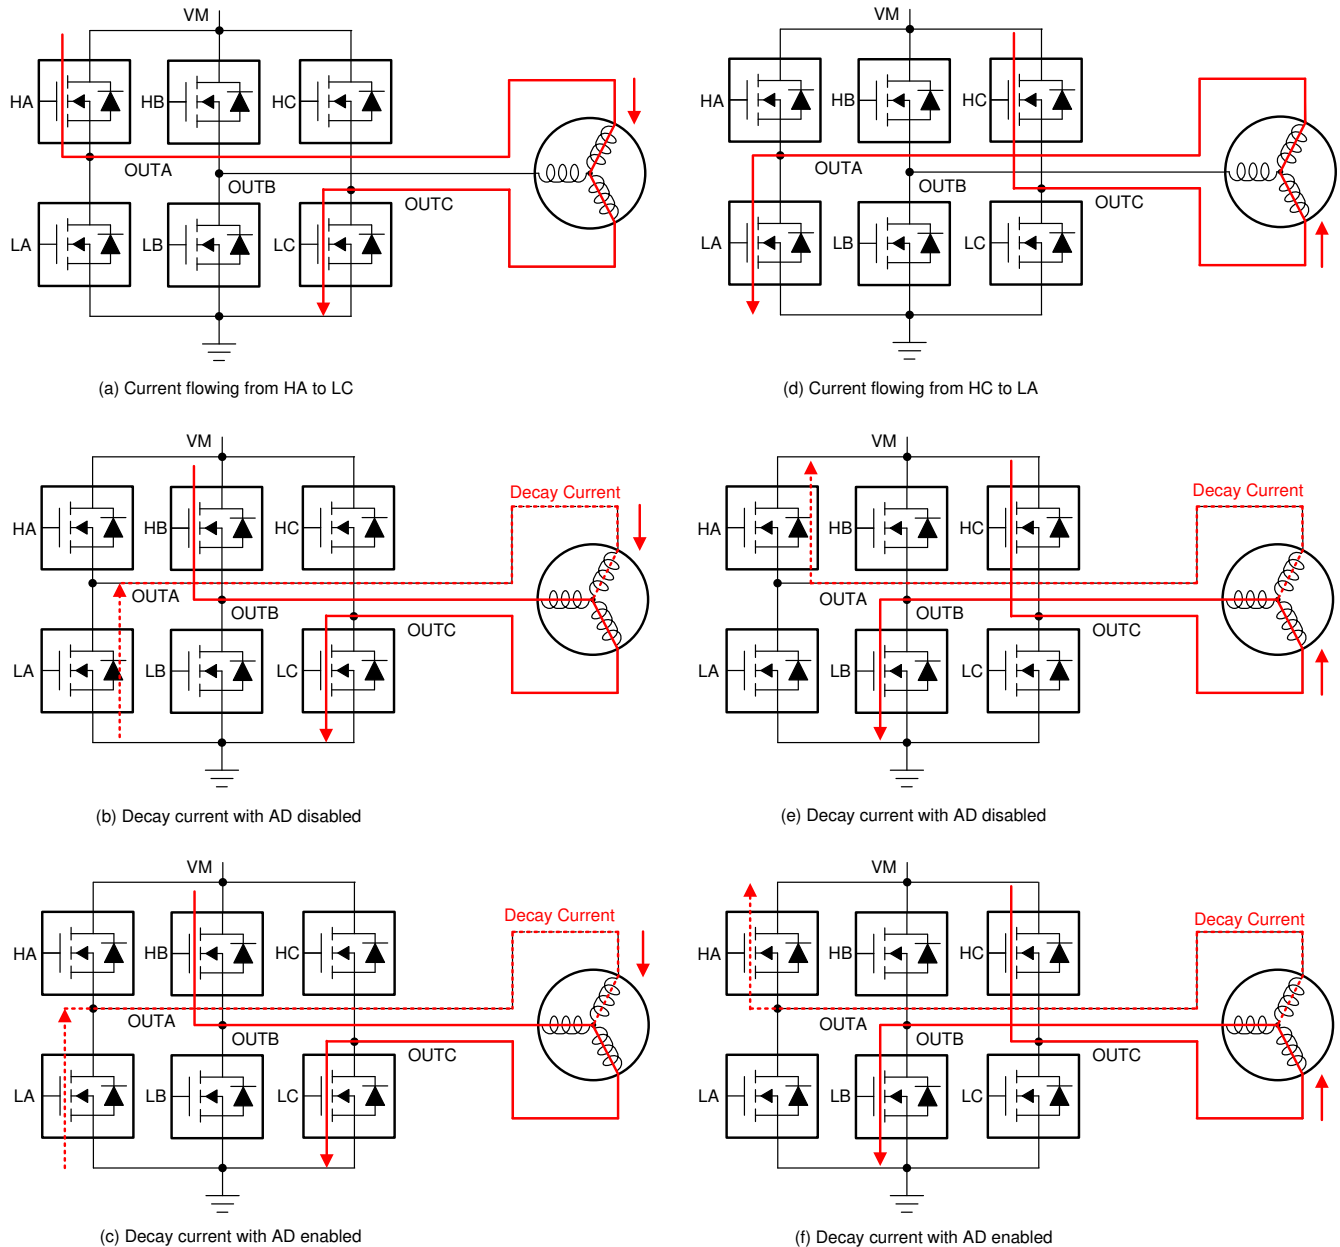 VM
HA
HB
HC
OUTA
OUTB
OUTC
LA
LB
LC
(a) Current flowing from HA to LC
VM
HA
HB
HC
OUTA
OUTB
OUTC
LA
LB
LC
(d) Current flowing from HC to LA
VM
Decay Current
HA
HB
HC
OUTA
OUTB
OUTC
LA
LB
LC
(b) Decay current with AD disabled
VM
Decay Current
HA
HB
HC
OUTA
OUTB
OUTC
LA
LB
LC
(e) Decay current with AD disabled
VM
Decay Current
HA
HB
HC
OUTA
OUTB
OUTC
LA
LB
LC
(c) Decay current with AD enabled
VM
Decay Current
HA
HB
HC
OUTA
OUTB
OUTC
LA
LB
LC
(f) Decay current with AD enabled